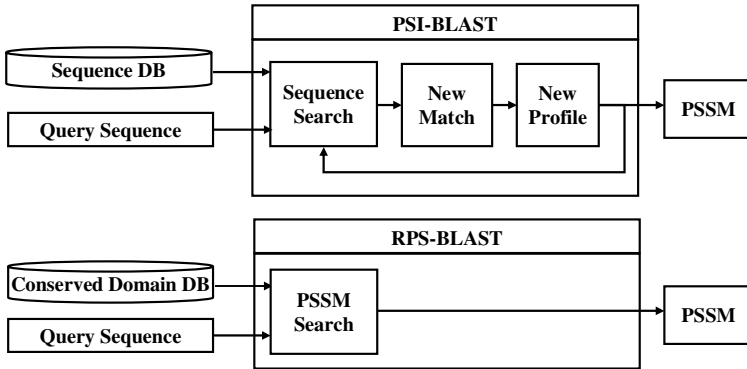 PSI-BLAST
Sequence DB
Query Sequence
Sequence
Search
New
Match
New
Profile
PSSM
RPS-BLAST
Conserved Domain DB
Query Sequence
PSSM
Search
PSSM